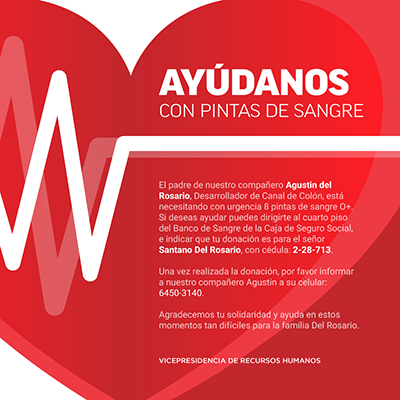 AYÚDANOS
CON PINTAS DE SANGRE
El padre de nuestro compañero Agustin del
Rosario, Desarrollador de Canal de Colón, está
necesitando con urgencia 8 pintas de sangre O+.
Si deseas ayudar puedes dirigirte al cuarto piso
del Banco de Sangre de la Caja de Seguro Social,
e indicar que tu donación es para el señor
Santano Del Rosario, con cédula: 2-28-713.
Una vez realizada la donación, por favor informar
a nuestro compañero Agustin a su celular:
6450-3140.
Agradecemos tu solidaridad y ayuda en estos
momentos tan difíciles para la familia Del Rosario.
VICEPRESIDENCIA DE RECURSOS HUMANOS